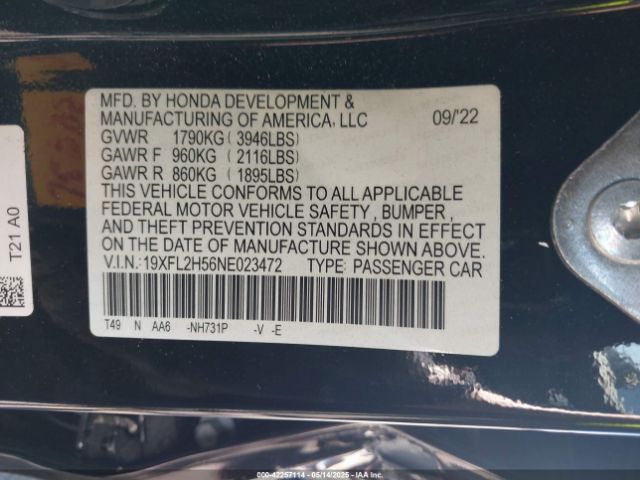 MFD. BY HONDA DEVELOPMENT &
MANUFACTURING OF AMERICA, LLC 09/'22
GVWR 1790KG ( 3946LBS)
GAWR F 960KG ( 2116LBS)
GAWR R 860KG ( 1895LBS)
THIS VEHICLE CONFORMS TO ALL APPLICABLE
FEDERAL MOTOR VEHICLE SAFETY , BUMPER ,
AND THEFT PREVENTION STANDARDS IN EFFECT
ON THE DATE OF MANUFACTURE SHOWN ABOVE.
V.I.N.:19XFL2H56NE023472 TYPE: PASSENGER CAR
T49 N AA6 -NH731P -V -E
T21 A0
000-42257114 - 05/14/2025 - IAAI.COM